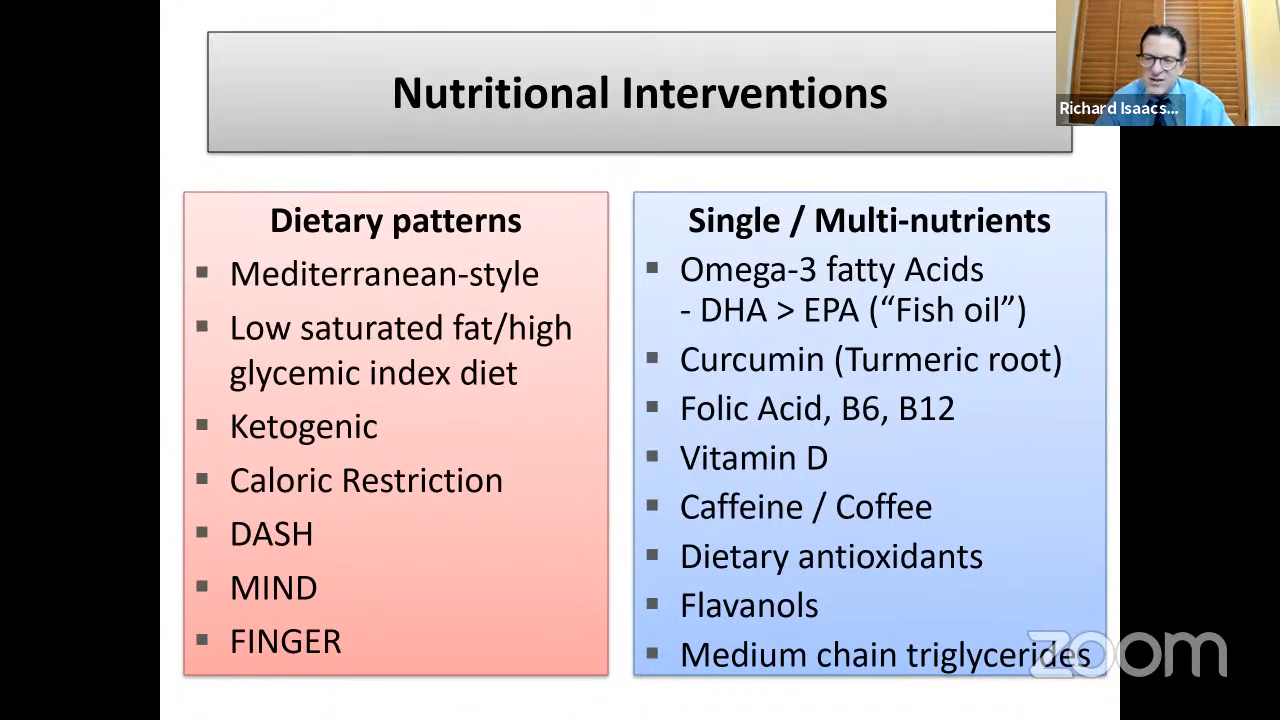 Nutritional Interventions
Richard Isaacs...
Dietary patterns
▪ Mediterranean-style
▪ Low saturated fat/high
glycemic index diet
▪ Ketogenic
▪ Caloric Restriction
▪ DASH
▪ MIND
▪ FINGER
Single / Multi-nutrients
▪ Omega-3 fatty Acids
- DHA > EPA (“Fish oil”)
▪ Curcumin (Turmeric root)
▪ Folic Acid, B6, B12
▪ Vitamin D
▪ Caffeine / Coffee
▪ Dietary antioxidants
▪ Flavanols
▪ Medium chain triglycerides
zoom